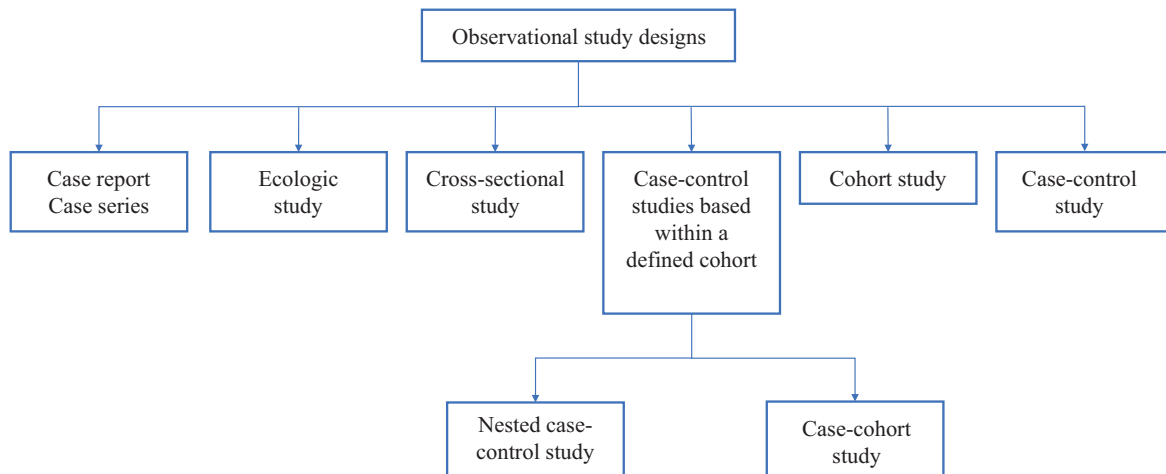 Observational study designs
Case report
Case series
Ecologic
study
Cross-sectional
study
Case-control
studies based
within a
defined cohort
Cohort study
Case-control
study
Nested case-
control study
Case-cohort
study